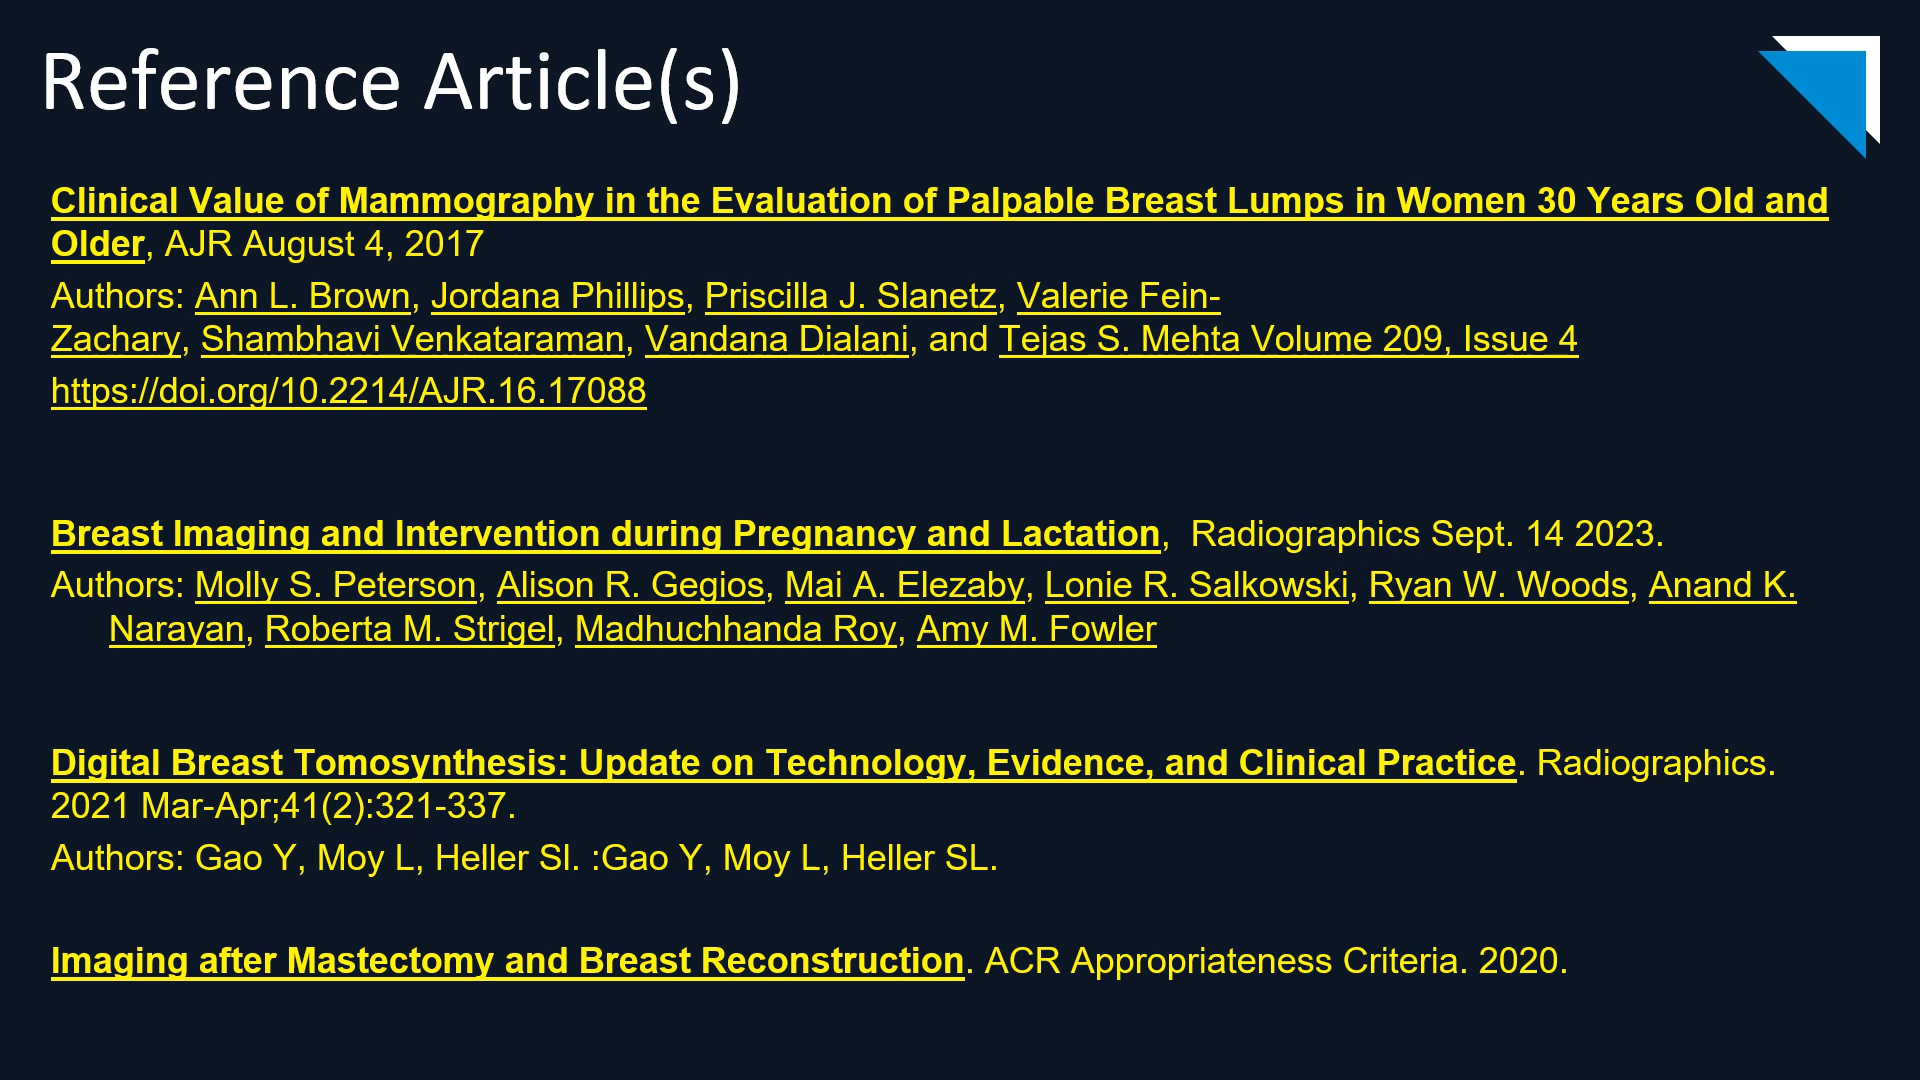 Reference Article(s)
Clinical Value of Mammography in the Evaluation of Palpable Breast Lumps in Women 30 Years Old and
Older, AJR August 4, 2017
Authors: Ann L. Brown, Jordana Phillips, Priscilla J. Slanetz, Valerie Fein-
Zachary, Shambhavi Venkataraman, Vandana Dialani, and Tejas S. Mehta Volume 209, Issue 4
https://doi.org/10.2214/AJR.16.17088
Breast Imaging and Intervention during Pregnancy and Lactation,  Radiographics Sept. 14 2023.
Authors: Molly S. Peterson, Alison R. Gegios, Mai A. Elezaby, Lonie R. Salkowski, Ryan W. Woods, Anand K.
Narayan, Roberta M. Strigel, Madhuchhanda Roy, Amy M. Fowler
Digital Breast Tomosynthesis: Update on Technology, Evidence, and Clinical Practice. Radiographics.
2021 Mar-Apr;41(2):321-337.
Authors: Gao Y, Moy L, Heller Sl. :Gao Y, Moy L, Heller SL.
Imaging after Mastectomy and Breast Reconstruction. ACR Appropriateness Criteria. 2020.